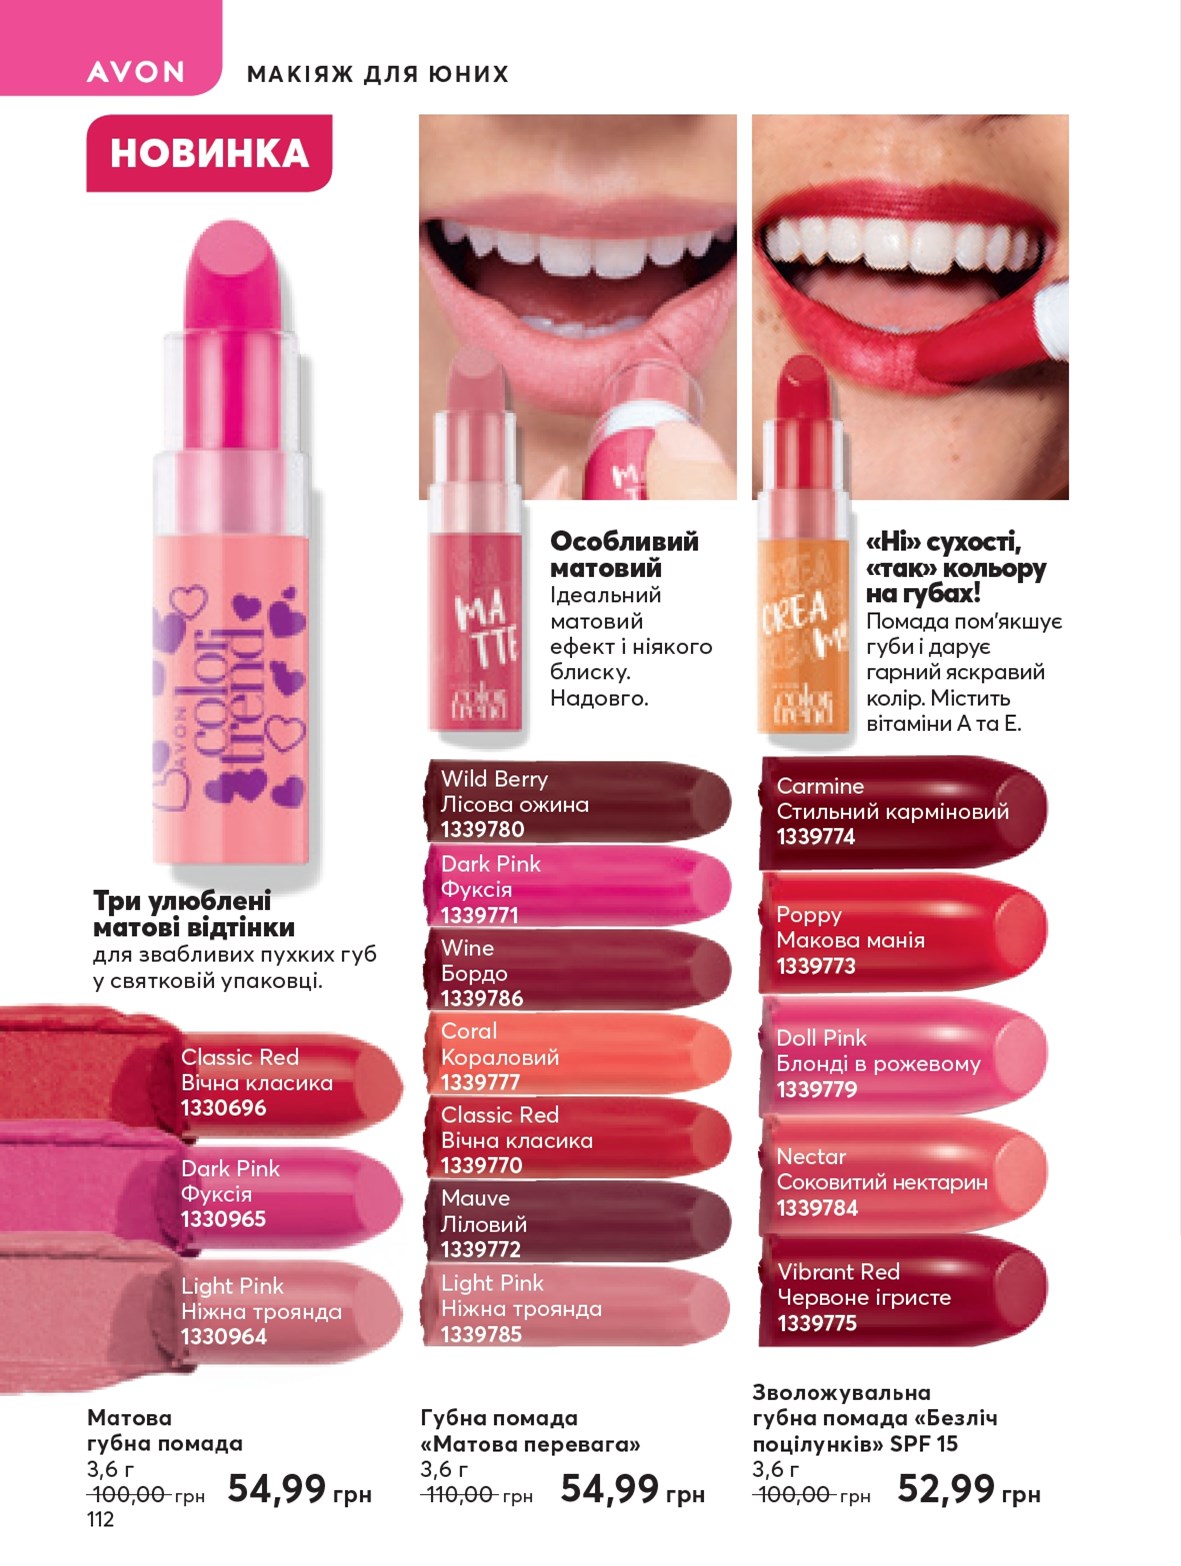 AVON
МАКІЯЖ ДЛЯ ЮНИХ
НОВИНКА
AVON
color
trend
Три улюблені
матові відтінки
для звабливих пухких губ
у святковій упаковці.
Classic Red
Вічна класика
1330696
Dark Pink
Фуксія
1330965
Light Pink
Ніжна троянда
1330964
Матова
губна помада
3,6 г
100,00 грн 54,99 грн
MA
TTE
color
trend
Особливий
матовий
Ідеальний
матовий
ефект і ніякого
блиску.
Надовго.
Wild Berry
Лісова ожина
1339780
Dark Pink
Фуксія
1339771
Wine
Бордо
1339786
Coral
Кораловий
1339777
Classic Red
Вічна класика
1339770
Mauve
Ліловий
1339772
Light Pink
Ніжна троянда
1339785
Губна помада
«Матова перевага»
3,6 г
110,00 грн 54,99 грн
CREA
color
trend
«Ні» сухості,
«так» кольору
на губах!
Помада пом'якшує
губи і дарує
гарний яскравий
колір. Містить
вітаміни А та Е.
Carmine
Стильний карміновий
1339774
Poppy
Макова манія
1339773
Doll Pink
Блонді в рожевому
1339779
Nectar
Соковитий нектарин
1339784
Vibrant Red
Червоне ігристе
1339775
Зволожувальна
губна помада «Безліч
поцілунків» SPF 15
3,6 г
100,00 грн 52,99 грн
112